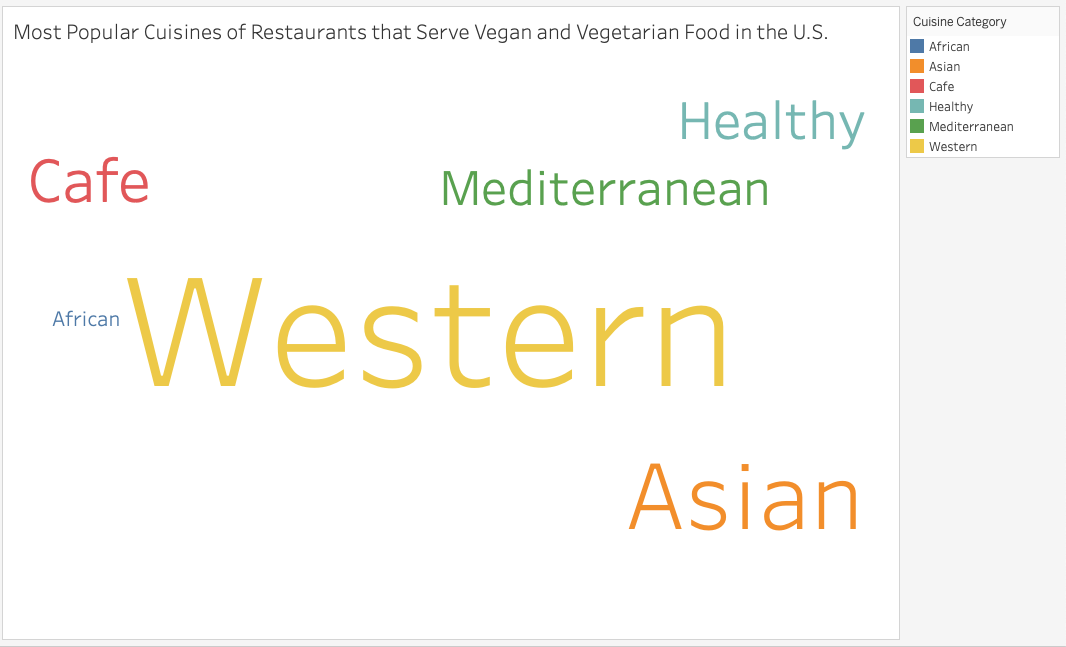 Most Popular Cuisines of Restaurants that Serve Vegan and Vegetarian Food in the U.S.
Healthy
Cafe
Mediterranean
African
Western
Asian
Cuisine Category
African
Asian
Cafe
Healthy
Mediterranean
Western